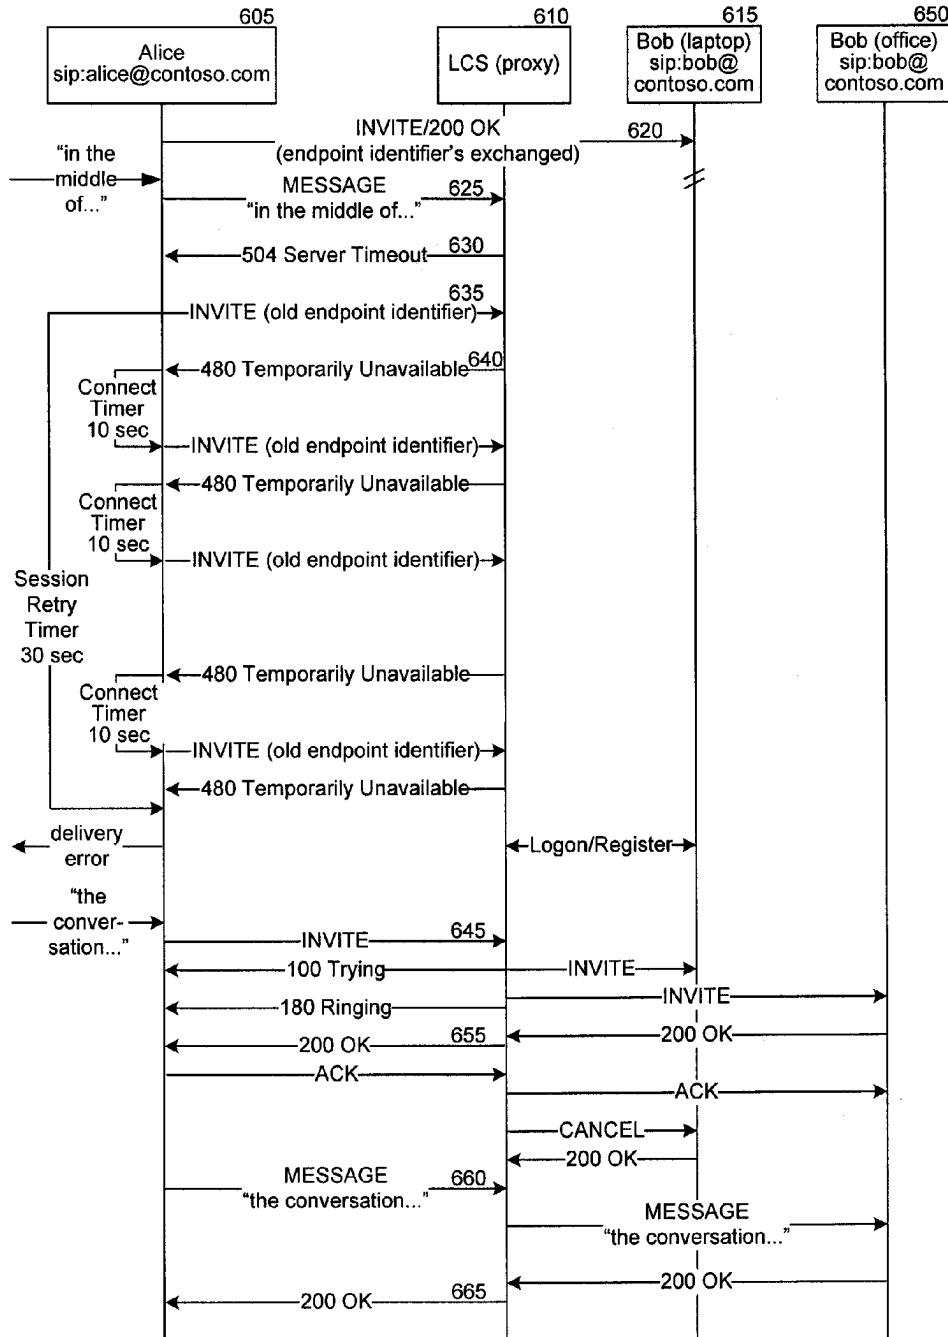 605
610
615
650
Alice
sip:alice@contoso.com
LCS (proxy)
Bob (laptop)
sip:bob@
contoso.com
Bob (office)
sip:bob@
contoso.com
INVITE/200 OK
620
(endpoint identifier's exchanged)
“in the
middle
of...”
MESSAGE
625
“in the middle of...”
504 Server Timeout
630
635
INVITE (old endpoint identifier)
480 Temporarily Unavailable
640
Connect
Timer
10 sec
INVITE (old endpoint identifier)
480 Temporarily Unavailable
Connect
Timer
10 sec
INVITE (old endpoint identifier)
Session
Retry
Timer
30 sec
480 Temporarily Unavailable
Connect
Timer
10 sec
INVITE (old endpoint identifier)
480 Temporarily Unavailable
delivery
error
Logon/Register
“the
conver-
sation...”
INVITE
645
100 Trying
INVITE
180 Ringing
INVITE
200 OK
655
200 OK
ACK
ACK
CANCEL
200 OK
MESSAGE
660
“the conversation...”
MESSAGE
“the conversation...”
200 OK
665
200 OK